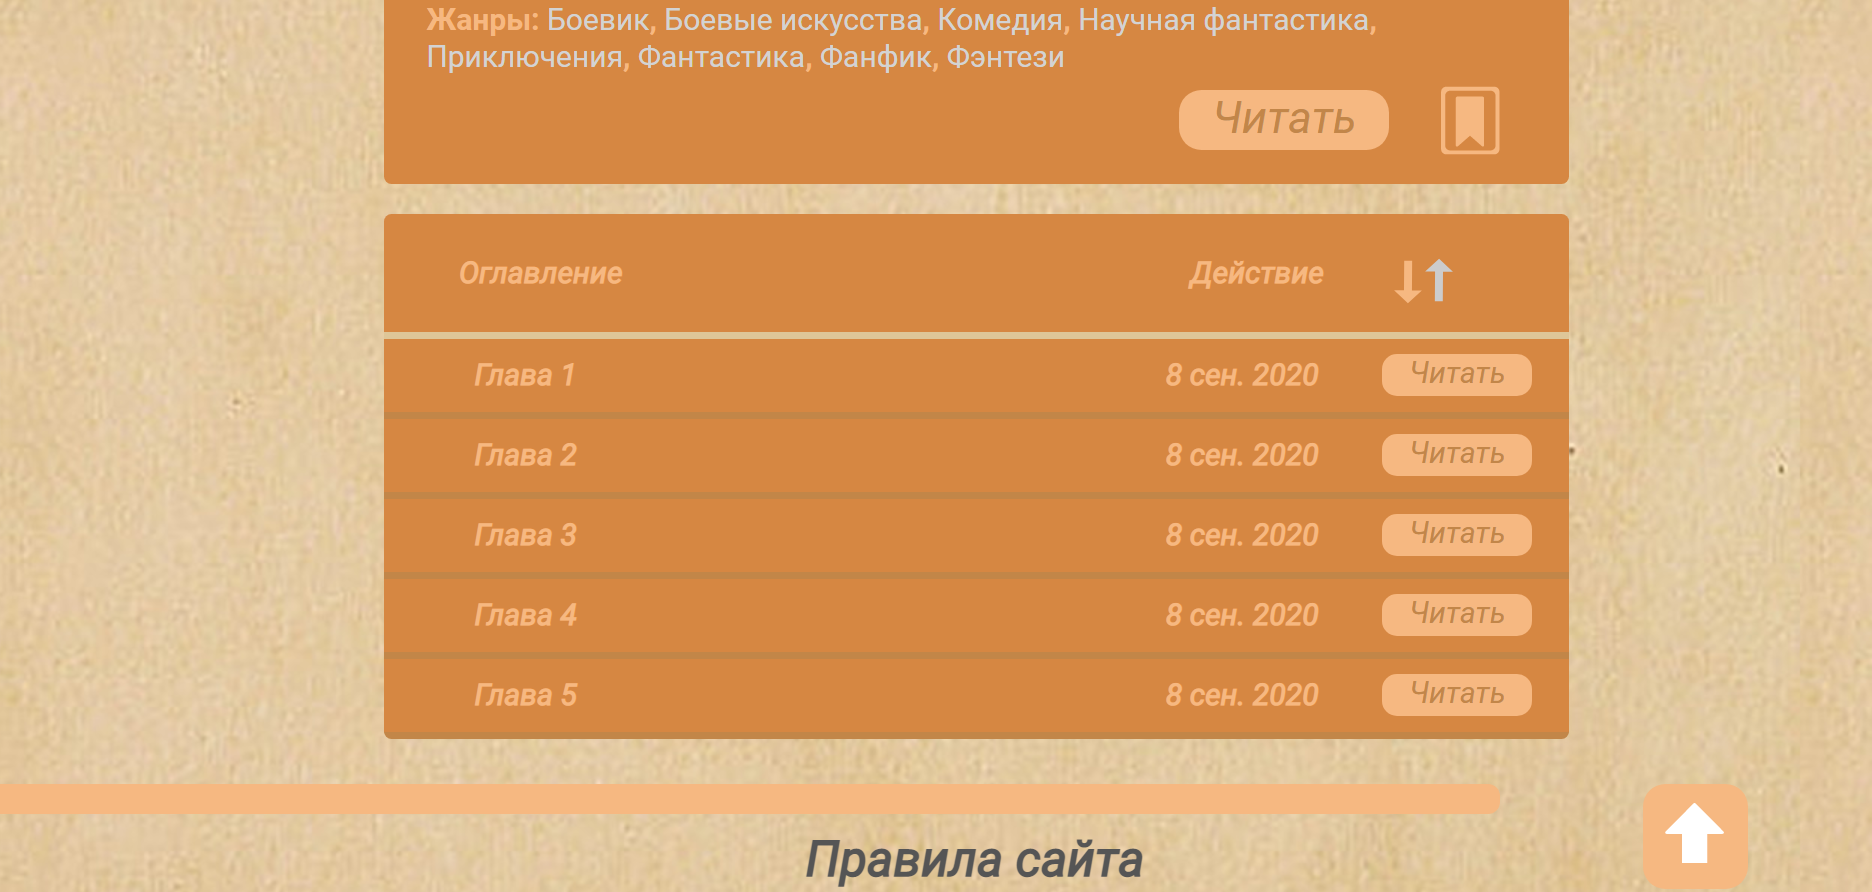 Жанры: Боевик, Боевые искусства, Комедия, Научная фантастика,
Приключения, Фантастика, Фанфик, Фэнтези
Читать
Оглавление Действие
Глава 1 8 сен. 2020 Читать
Глава 2 8 сен. 2020 Читать
Глава 3 8 сен. 2020 Читать
Глава 4 8 сен. 2020 Читать
Глава 5 8 сен. 2020 Читать
Правила сайта